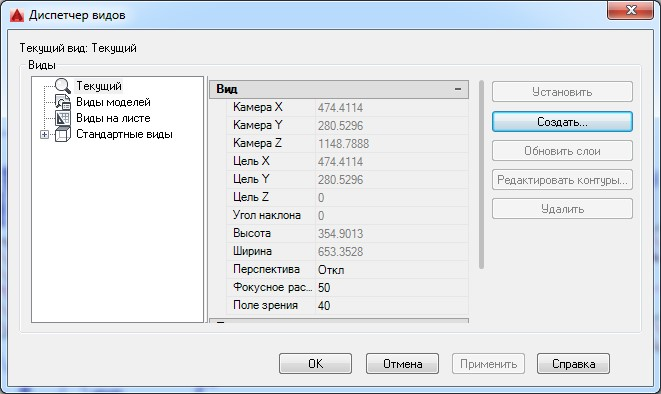 Диспетчер видов
Текущий вид: Текущий
Виды
Текущий
Виды моделей
Виды на листе
Стандартные виды
Вид
Камера X 474.4114
Камера Y 280.5296
Камера Z 1148.7888
Цель X 474.4114
Цель Y 280.5296
Цель Z 0
Угол наклона 0
Высота 354.9013
Ширина 653.3528
Перспектива Откл
Фокусное рас... 50
Поле зрения 40
Установить
Создать...
Обновить слои
Редактировать контуры...
Удалить
OK
Отмена
Применить
Справка